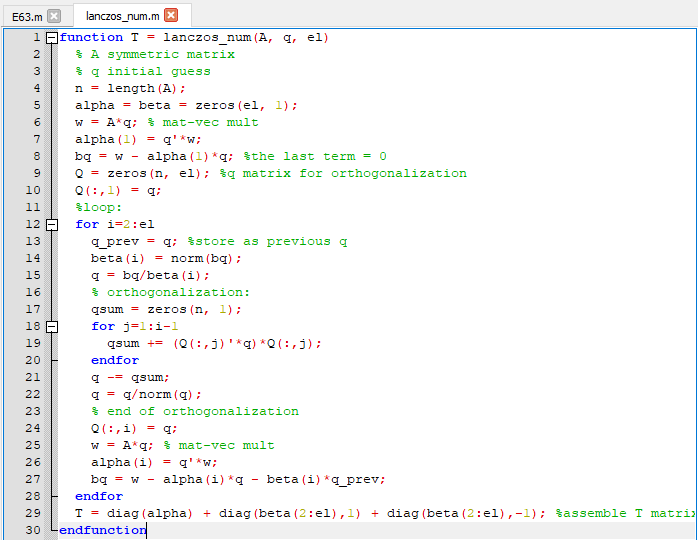 E63.m lanczos_num.m
1 function T = lanczos_num(A, q, el)
2 % A symmetric matrix
3 % q initial guess
4 n = length(A);
5 alpha = beta = zeros(el, 1);
6 w = A*q; % mat-vec mult
7 alpha(1) = q'*w;
8 bq = w - alpha(1)*q; %the last term = 0
9 Q = zeros(n, el); %q matrix for orthogonalization
10 Q(:,1) = q;
11 %loop:
12 for i=2:el
13 q_prev = q; %store as previous q
14 beta(i) = norm(bq);
15 q = bq/beta(i);
16 % orthogonalization:
17 qsum = zeros(n, 1);
18 for j=1:i-1
19 qsum += (Q(:,j)'*q)*Q(:,j);
20 endfor
21 q -= qsum;
22 q = q/norm(q);
23 % end of orthogonalization
24 Q(:,i) = q;
25 w = A*q; % mat-vec mult
26 alpha(i) = q'*w;
27 bq = w - alpha(i)*q - beta(i)*q_prev;
28 endfor
29 T = diag(alpha) + diag(beta(2:el),1) + diag(beta(2:el),-1); %assemble T matri
30 endfunction